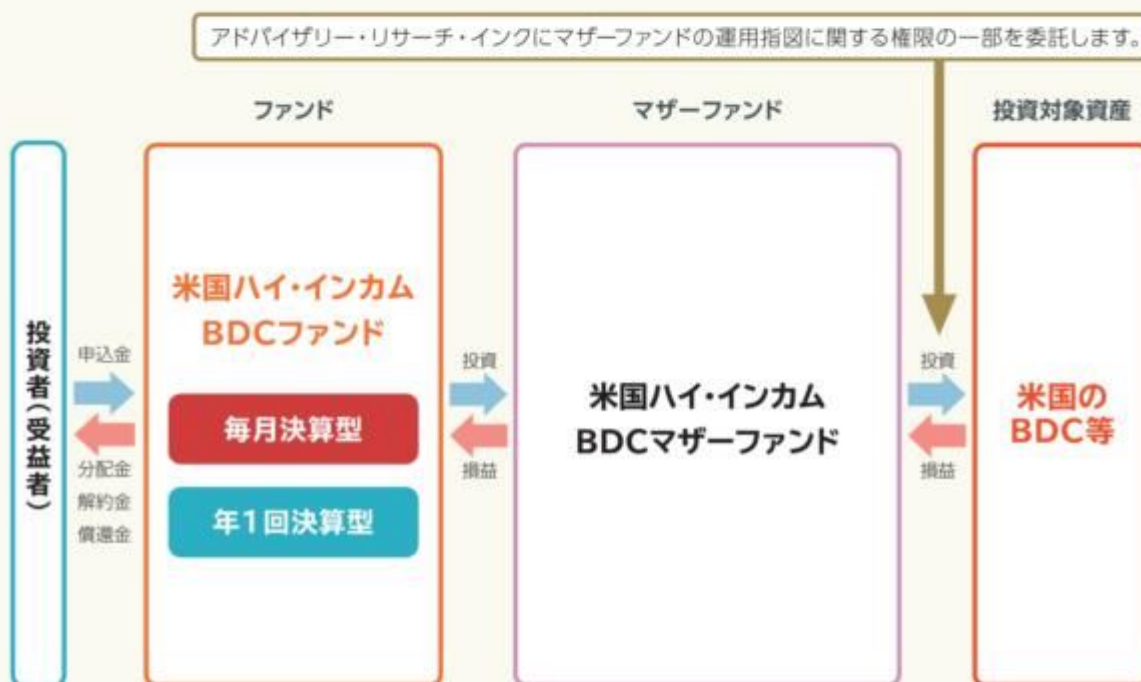 アドバイザリー・リサーチ・インクにマザーファンドの運用指図に関する権限の一部を委託します。
ファンド
マザーファンド
投資対象資産
投資者（受益者）
申込金
分配金
解約金
償還金
米国ハイ・インカム
BDCファンド
毎月決算型
年1回決算型
投資
損益
米国ハイ・インカム
BDCマザーファンド
投資
損益
米国の
BDC等